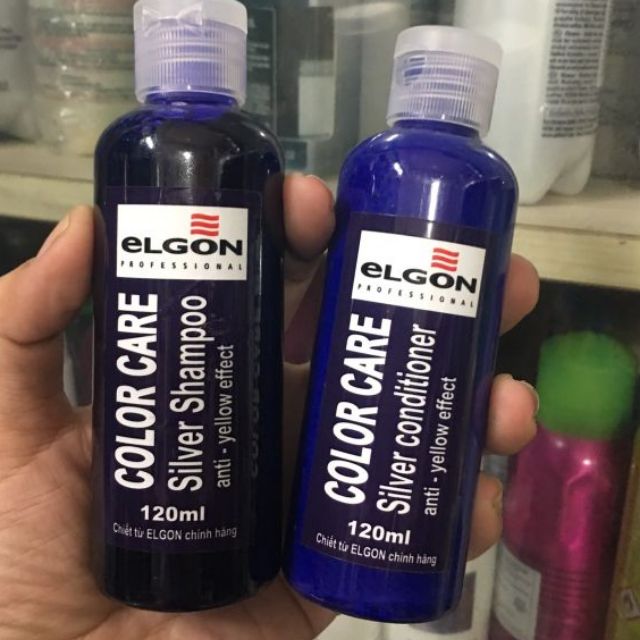 eLGON
PROFESSIONAL
COLOR CARE
Silver Shampoo
anti - yellow effect
120ml
Chiết từ ELGON chính hãng
eLGON
PROFESSIONAL
COLOR CARE
Silver conditioner
anti - yellow effect
120ml
Chiết từ ELGON chính hãng